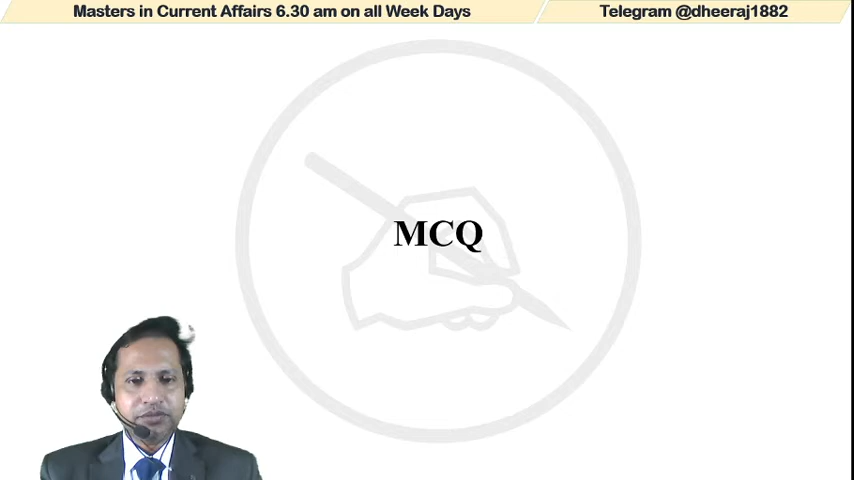 Masters in Current Affairs 6.30 am on all Week Days
Telegram @dheeraj1882
MCQ